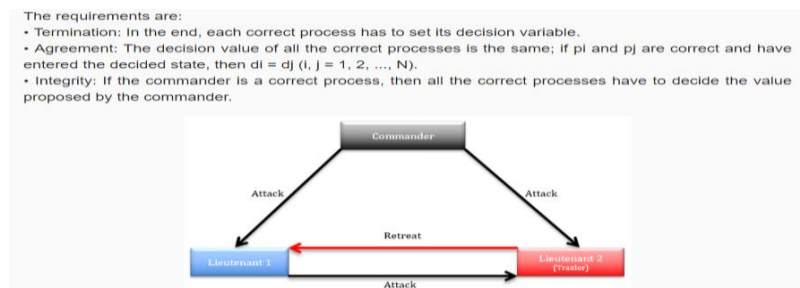 The requirements are:
• Termination: In the end, each correct process has to set its decision variable.
• Agreement: The decision value of all the correct processes is the same; if pi and pj are correct and have
entered the decided state, then di = dj (i, j = 1, 2, ..., N).
• Integrity: If the commander is a correct process, then all the correct processes have to decide the value
proposed by the commander.
Commander
Attack
Attack
Retreat
Lieutenant 1
Lieutenant 2
(Traitor)
Attack